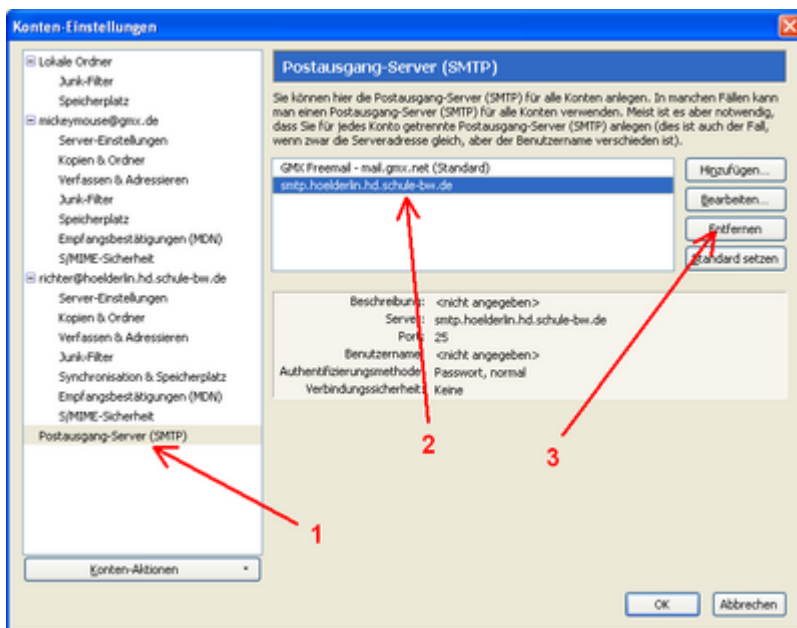 Konten-Einstellungen
Lokale Ordner
Junk-Filter
Speicherplatz
mickeymouse@gmx.de
Server-Einstellungen
Kopien & Ordner
Verfassen & Adressieren
Junk-Filter
Speicherplatz
Empfangsbestätigungen (MDN)
S/MIME-Sicherheit
richter@hoelderlin.hd.schule-bw.de
Server-Einstellungen
Kopien & Ordner
Verfassen & Adressieren
Junk-Filter
Synchronisation & Speicherplatz
Empfangsbestätigungen (MDN)
S/MIME-Sicherheit
Postausgang-Server (SMTP)
1
Konten-Aktionen
Postausgang-Server (SMTP)
Sie können hier die Postausgang-Server (SMTP) für alle Konten anlegen. In manchen Fällen kann
man einen Postausgang-Server (SMTP) für alle Konten verwenden. Meist ist es aber notwendig,
dass Sie für jedes Konto getrennte Postausgang-Server (SMTP) anlegen (dies ist auch der Fall,
wenn zwar die Serveradresse gleich, aber der Benutzername verschieden ist).
GMX Freemail - mail.gmx.net (Standard)
smtp.hoelderlin.hd.schule-bw.de
Hinzufügen...
Bearbeiten...
Entfernen
Standard setzen
Beschreibung: <nicht angegeben>
Server: smtp.hoelderlin.hd.schule-bw.de
Port: 25
Benutzername: <nicht angegeben>
Authentifizierungsmethode: Passwort, normal
Verbindungssicherheit: Keine
2
3
OK
Abbrechen